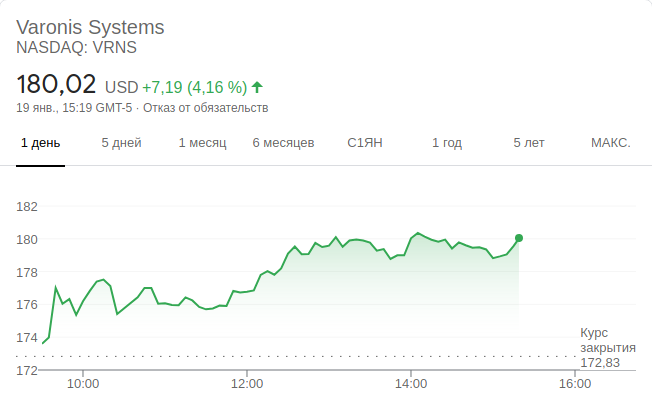 Varonis Systems
NASDAQ: VRNS
180,02 USD +7,19 (4,16 %)
19 янв., 15:19 GMT-5 · Отказ от обязательств
1 день 5 дней 1 месяц 6 месяцев С1ЯН 1 год 5 лет МАКС.
182
180
178
176
174
Курс
закрытия
172,83
172
10:00 12:00 14:00 16:00